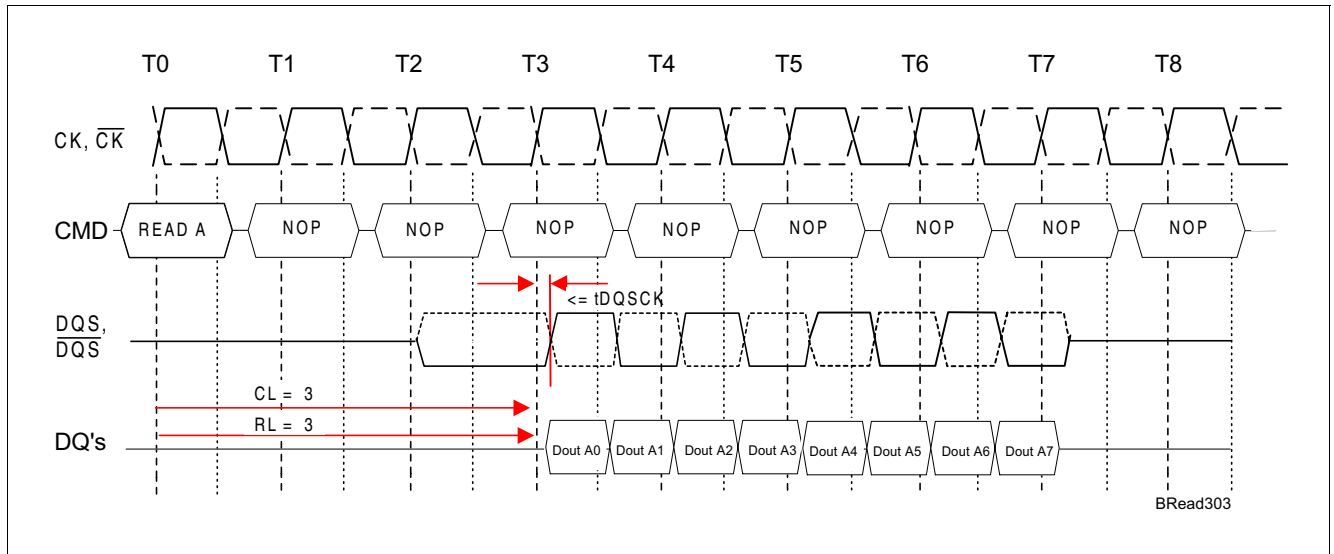 T0 T1 T2 T3 T4 T5 T6 T7 T8
CK, CK
CMD READ A NOP NOP NOP NOP NOP NOP NOP NOP
<= tDQSCK
DQS,
DQS
CL = 3
RL = 3
DQ's Dout A0 Dout A1 Dout A2 Dout A3 Dout A4 Dout A5 Dout A6 Dout A7
BRead303